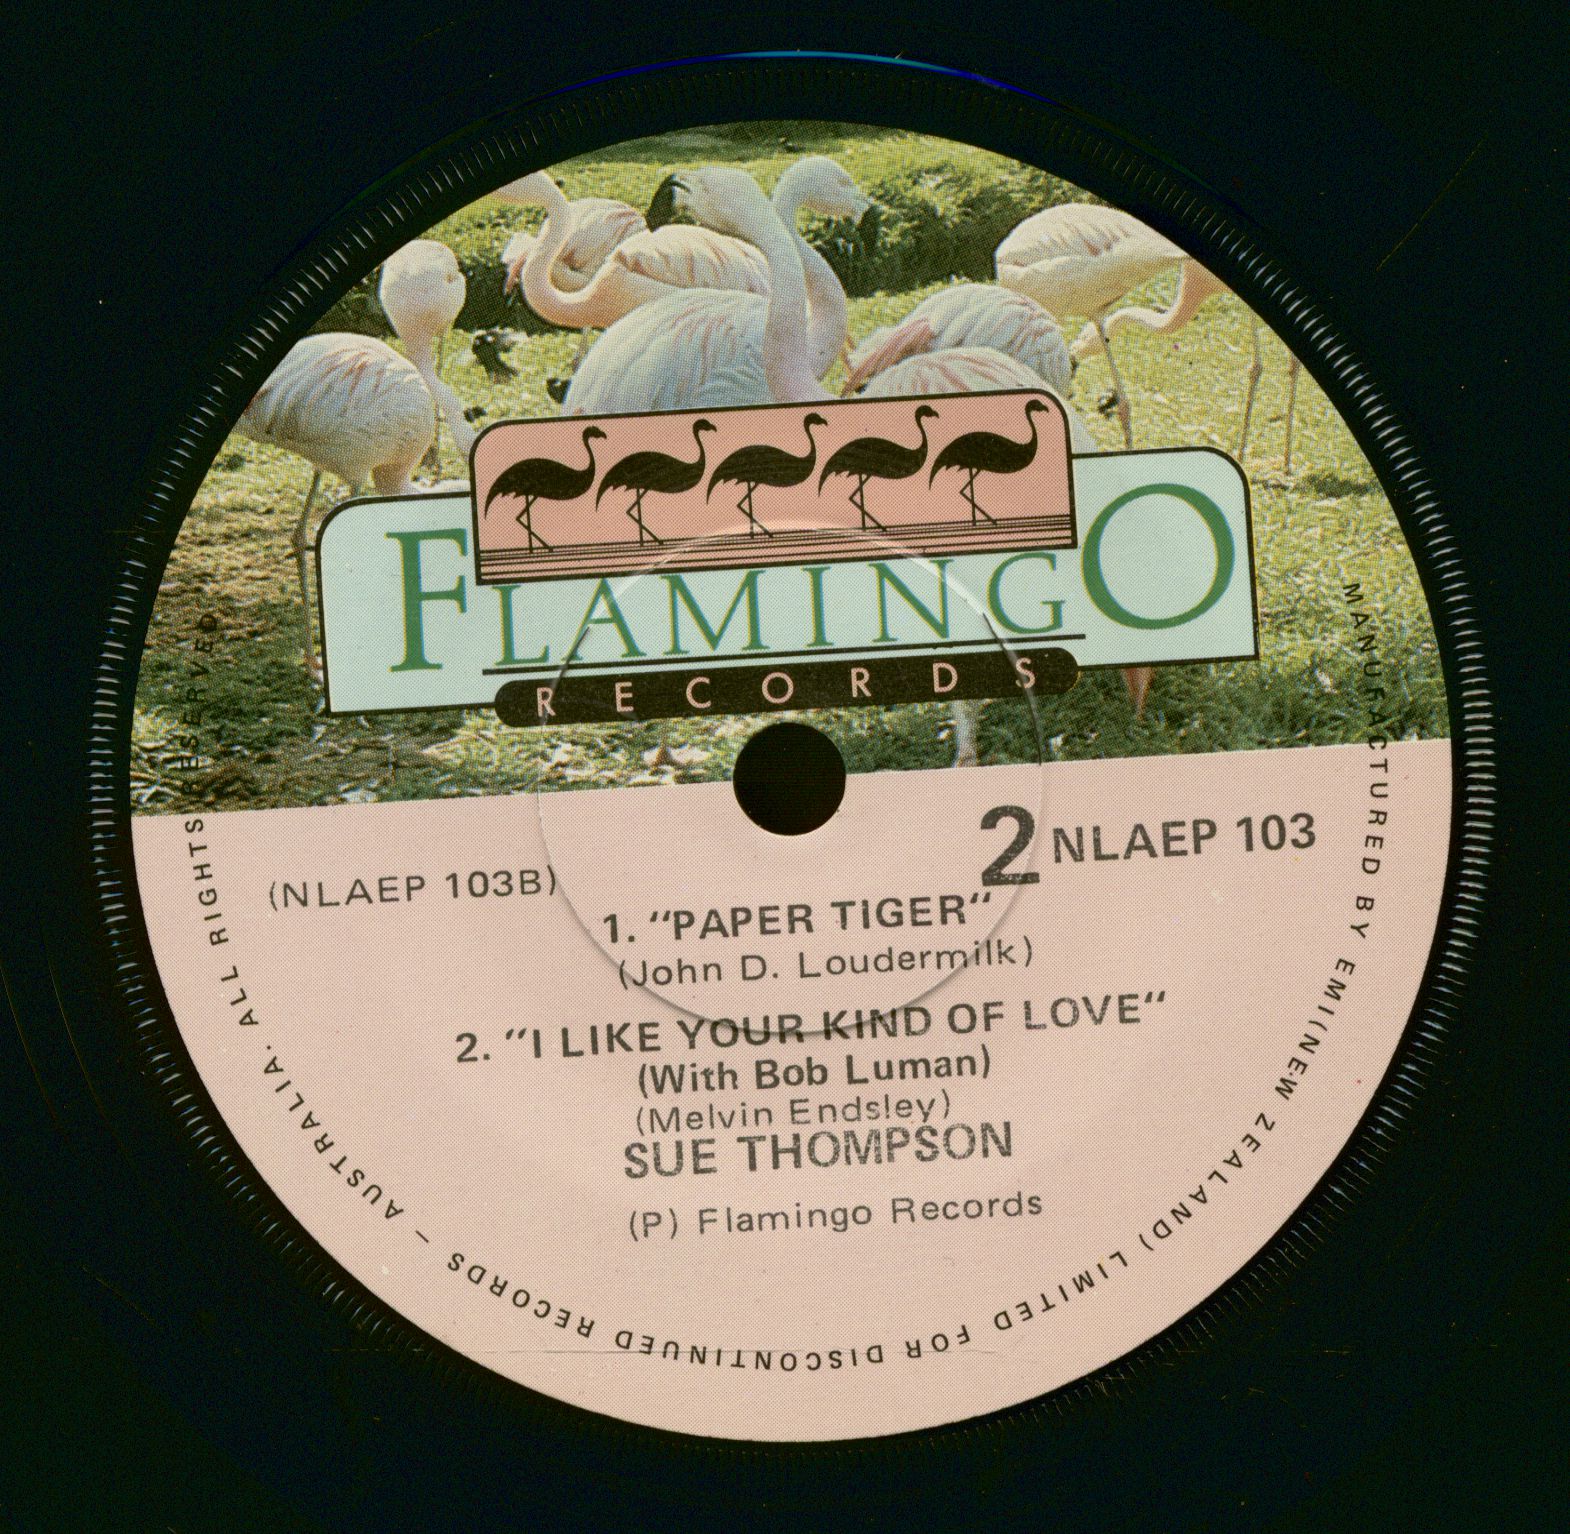 FLAMINGO
RECORDS
2 NLAEP 103
(NLAEP 103B)
1. "PAPER TIGER"
(John D. Loudermilk)
2. "I LIKE YOUR KIND OF LOVE"
(With Bob Luman)
(Melvin Endsley)
SUE THOMPSON
(P) Flamingo Records
MANUFACTURED BY EMI (NEW ZEALAND) LIMITED FOR DISCONTINUED RECORDS – AUSTRALIA. ALL RIGHTS RESERVED